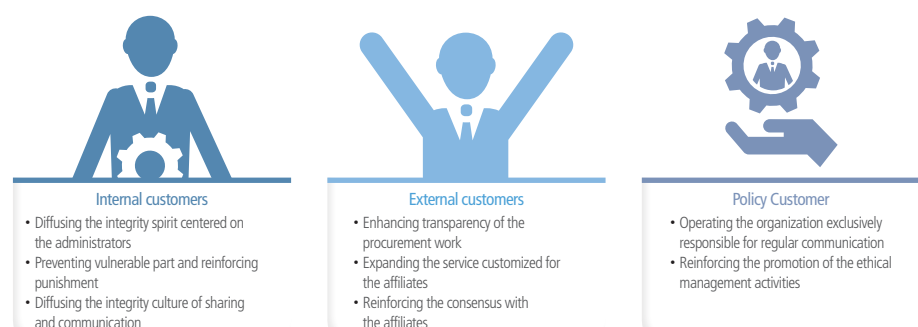 Internal customers
• Diffusing the integrity spirit centered on
the administrators
• Preventing vulnerable part and reinforcing
punishment
• Diffusing the integrity culture of sharing
and communication
External customers
• Enhancing transparency of the
procurement work
• Expanding the service customized for
the affiliates
• Reinforcing the consensus with
the affiliates
Policy Customer
• Operating the organization exclusively
responsible for regular communication
• Reinforcing the promotion of the ethical
management activities